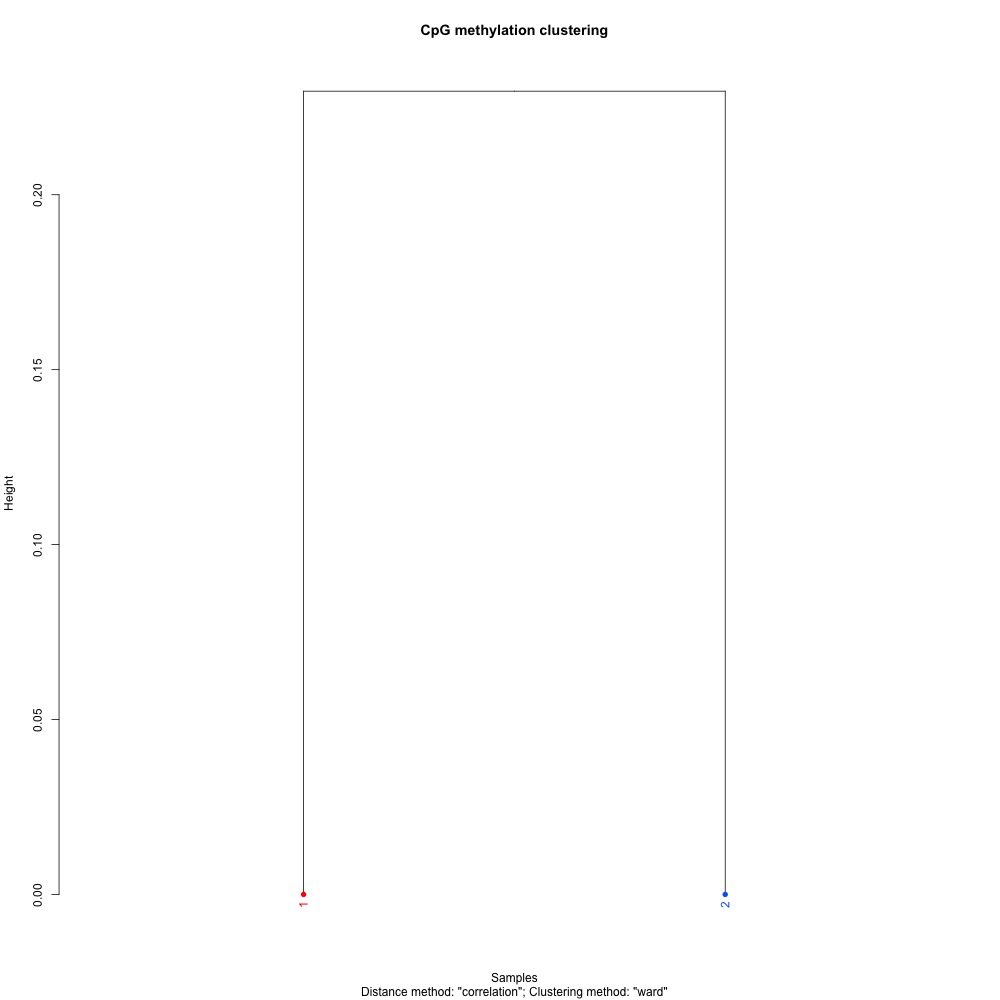 CpG methylation clustering
0.20
0.15
0.10
0.05
0.00
Height
1
2
Samples
Distance method: "correlation"; Clustering method: "ward"